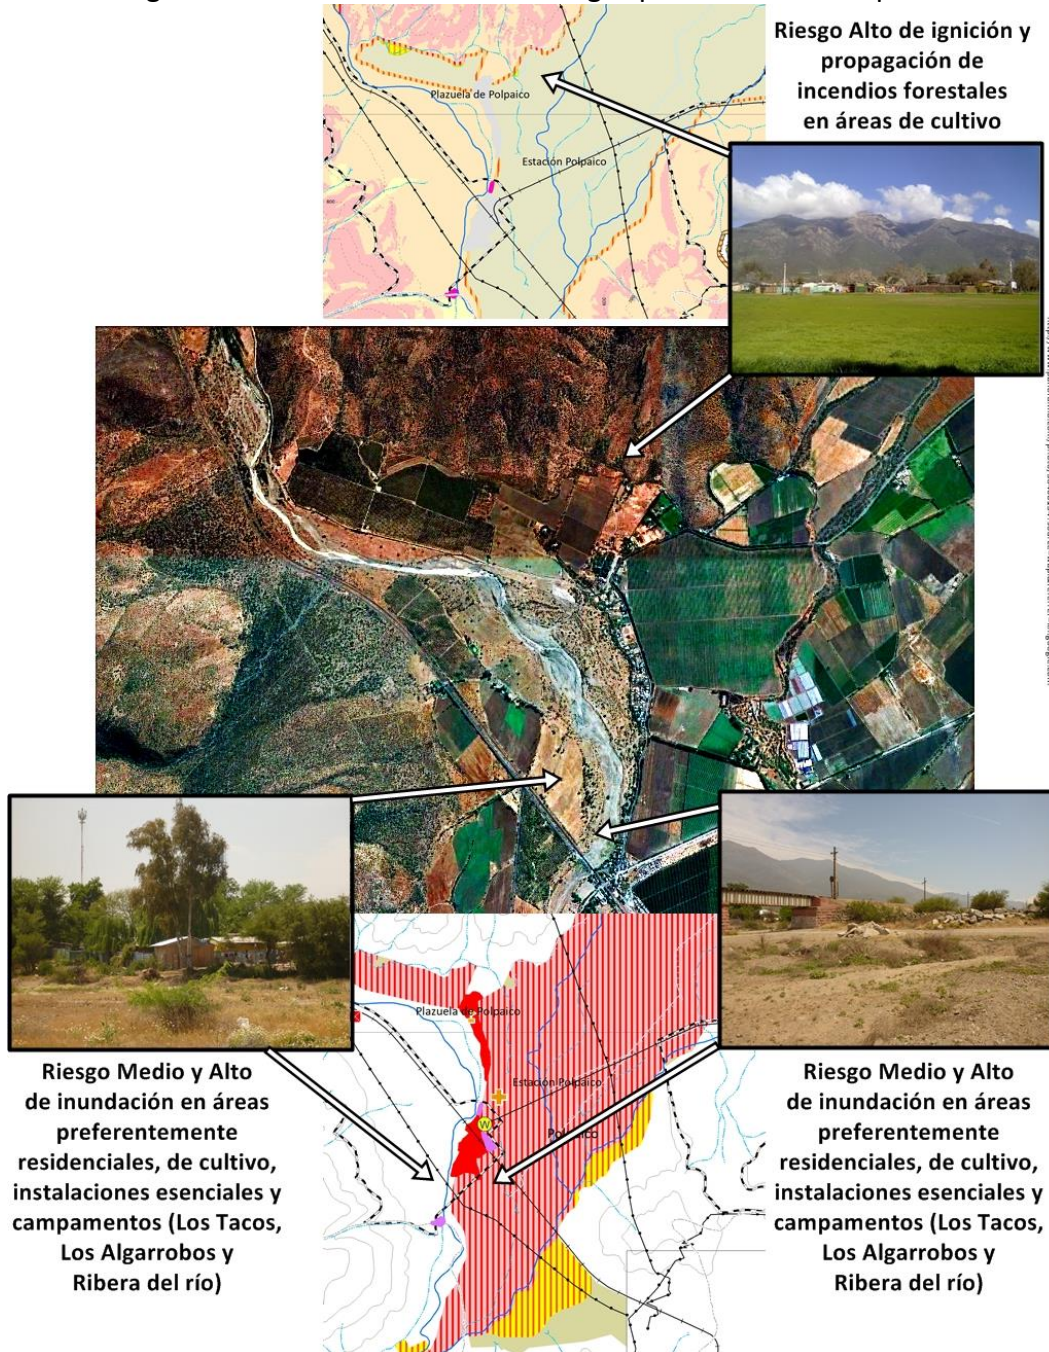 Riesgo Alto de ignición y
propagación de
incendios forestales
en áreas de cultivo
Plazuela de Polpaico
Estación Polpaico
Plazuela de Polpaico
Estación Polpaico
W
Polpaico
Riesgo Medio y Alto
de inundación en áreas
preferentemente
residenciales, de cultivo,
instalaciones esenciales y
campamentos (Los Tacos,
Los Algarrobos y
Ribera del río)
Riesgo Medio y Alto
de inundación en áreas
preferentemente
residenciales, de cultivo,
instalaciones esenciales y
campamentos (Los Tacos,
Los Algarrobos y
Ribera del río)